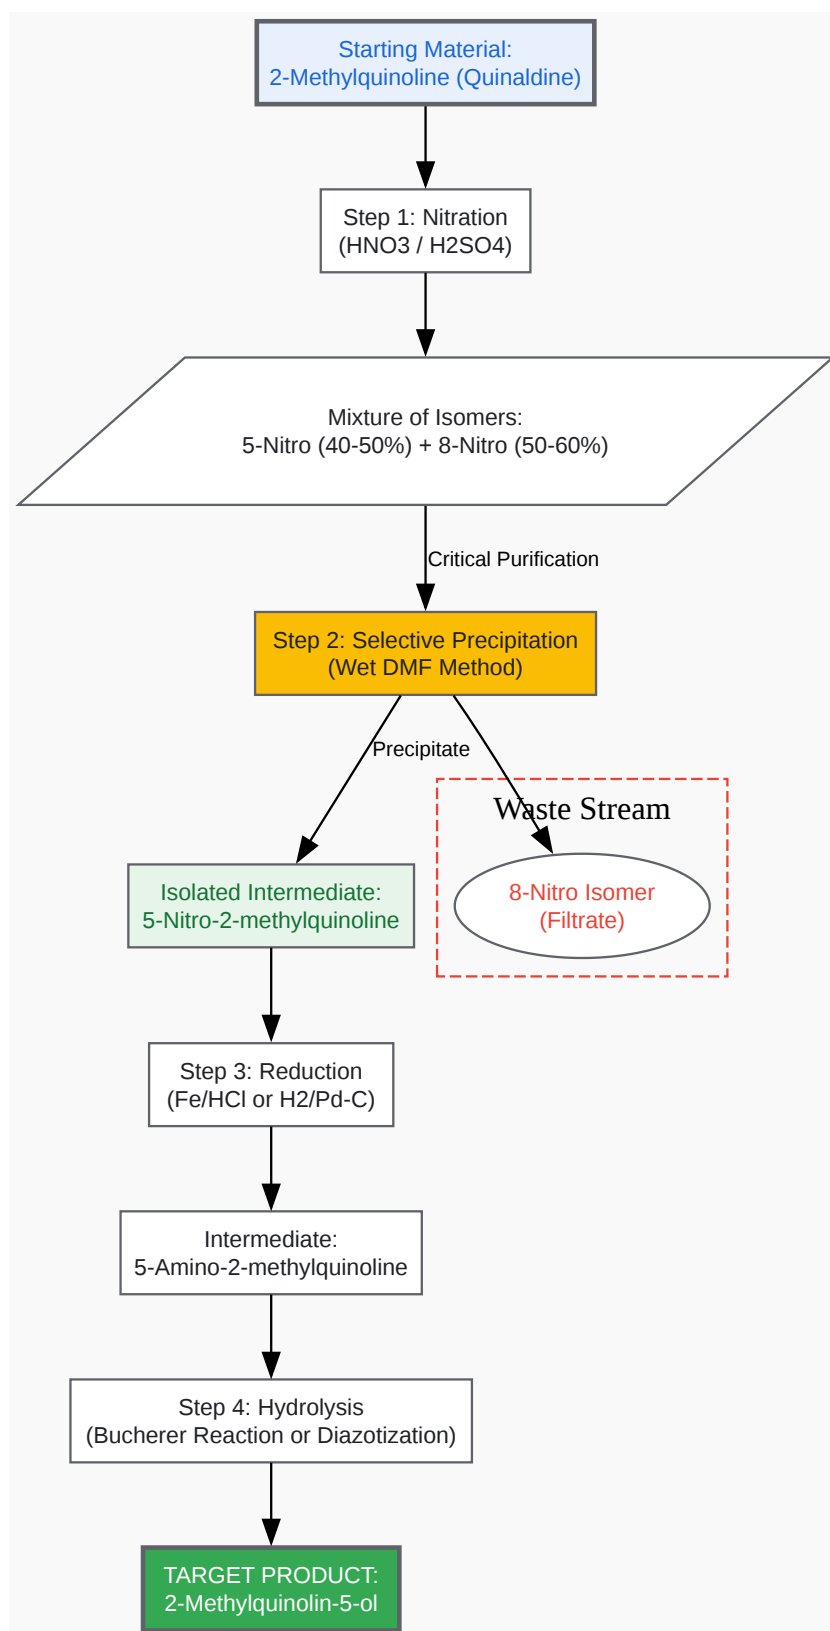 Starting Material:
2-Methylquinoline (Quinaldine)
Step 1: Nitration
(HNO3 / H2SO4)
Mixture of Isomers:
5-Nitro (40-50%) + 8-Nitro (50-60%)
Critical Purification
Step 2: Selective Precipitation
(Wet DMF Method)
Precipitate
Waste Stream
Isolated Intermediate:
5-Nitro-2-methylquinoline
8-Nitro Isomer
(Filtrate)
Step 3: Reduction
(Fe/HCl or H2/Pd-C)
Intermediate:
5-Amino-2-methylquinoline
Step 4: Hydrolysis
(Bucherer Reaction or Diazotization)
TARGET PRODUCT:
2-Methylquinolin-5-ol